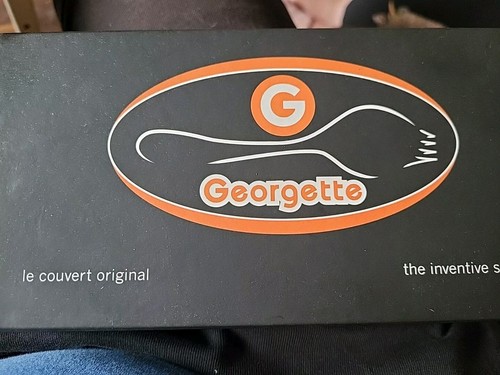 G
Georgette
le couvert original
the inventive